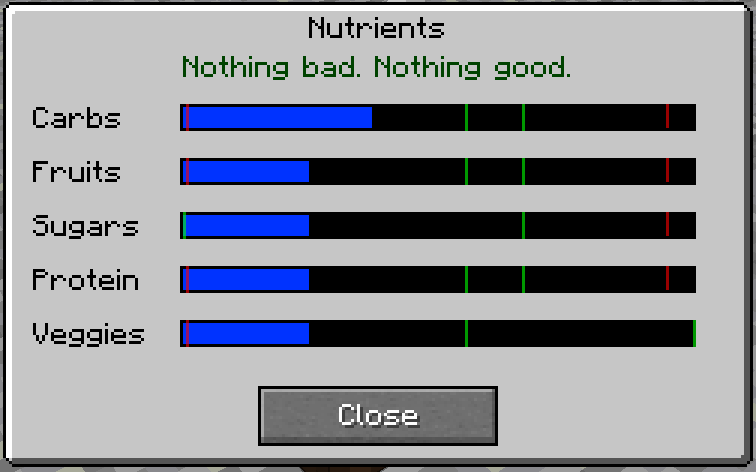 Nutrients
Nothing bad. Nothing good.
Carbs
Fruits
Sugars
Protein
Veggies
Close